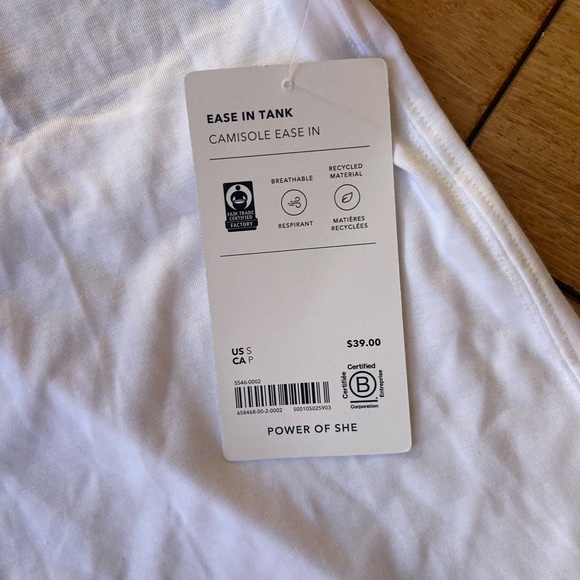 EASE IN TANK
CAMISOLE EASE IN
FAIR TRADE
CERTIFIED
FACTORY
BREATHABLE
RESPIRANT
RECYCLED
MATERIAL
MATIÈRES
RECYCLÉES
US S
CA P
$39.00
S546-0002
658468-00-2-0002 S00105025903
Certified
Certifiée
B
Entreprise
Corporation
POWER OF SHE